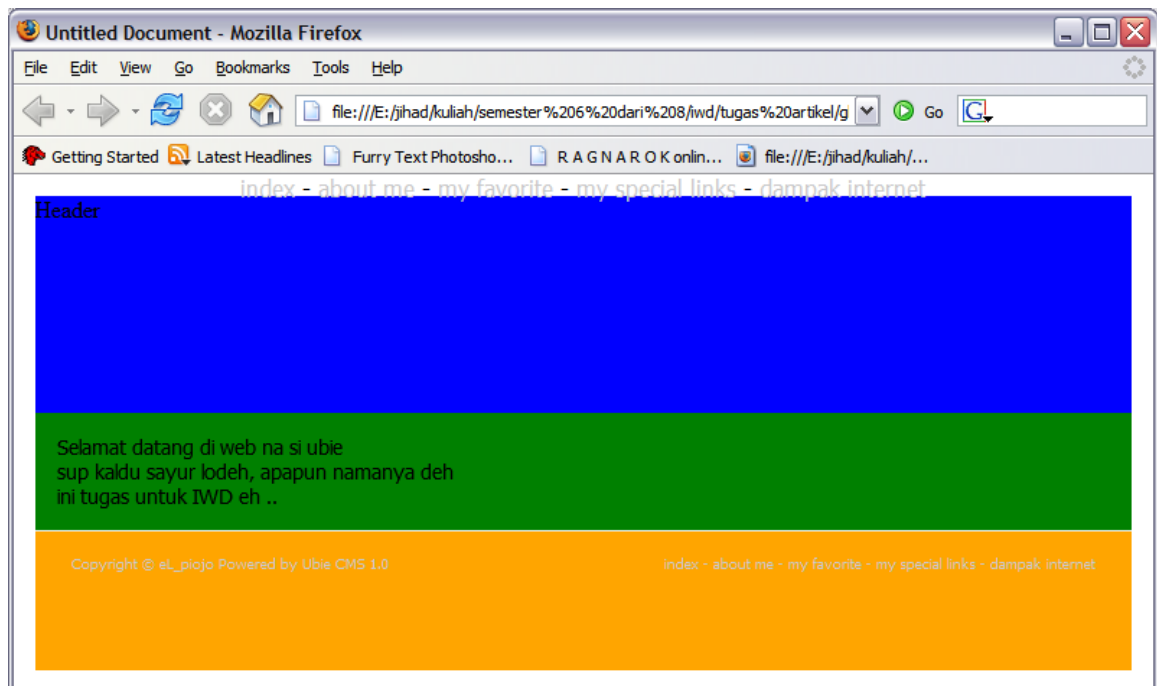 Untitled Document - Mozilla Firefox
File Edit View Go Bookmarks Tools Help
file:///E:/jihad/kuliah/semester%206%20dari%208/iwd/tugas%20artikel/g Go G
Getting Started Latest Headlines Furry Text Photosho... R A G N A R O K onlin... file:///E:/jihad/kuliah/...
index - about me - my favorite - my special links - dampak internet
Header
Selamat datang di web na si ubie
sup kaldu sayur lodeh, apapun namanya deh
ini tugas untuk IWD eh ..
Copyright © eL_piojo Powered by Ubie CMS 1.0 index - about me - my favorite - my special links - dampak internet